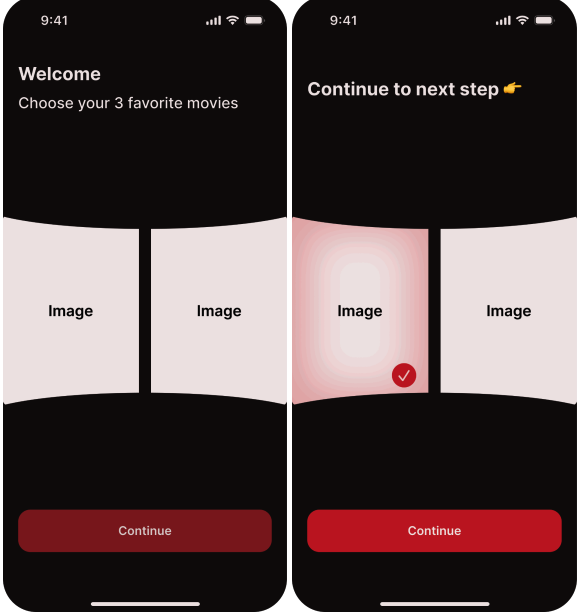 9:41
Welcome
Choose your 3 favorite movies
Image
Image
Continue
9:41
Continue to next step 👉
Image
Image
Continue